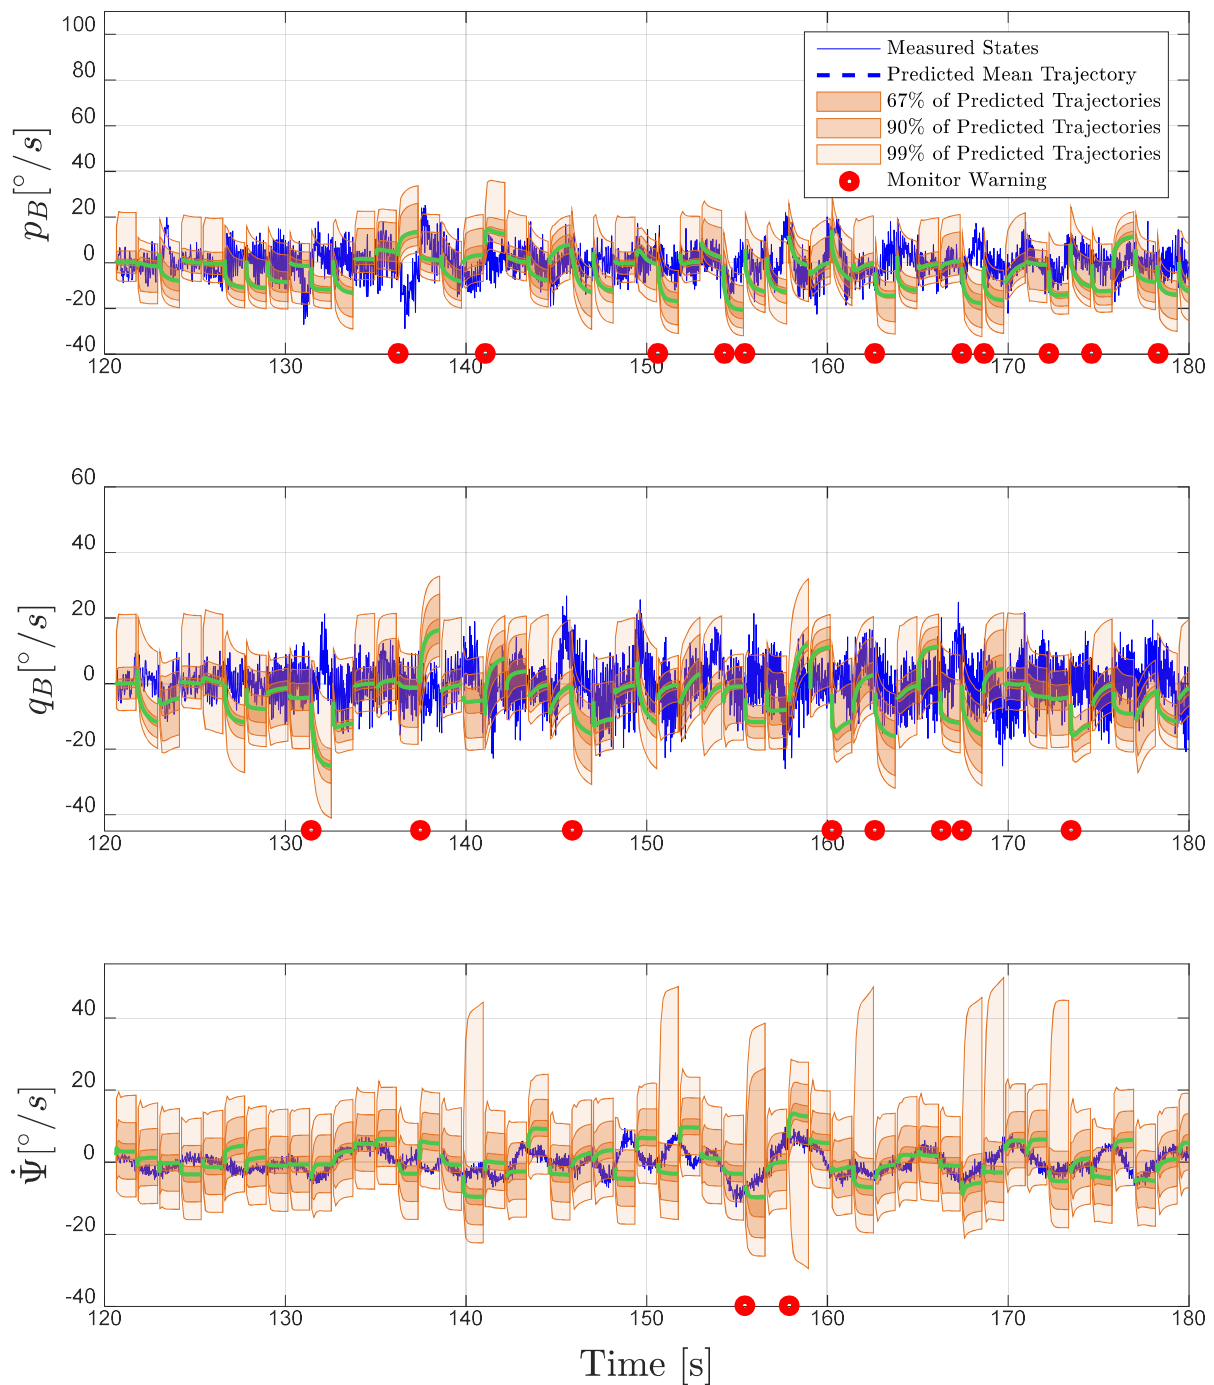 100
80
60
40
20
0
-20
-40
p_B[°/s]
Measured States
Predicted Mean Trajectory
67% of Predicted Trajectories
90% of Predicted Trajectories
99% of Predicted Trajectories
Monitor Warning
120 130 140 150 160 170 180
60
40
20
0
-20
-40
q_B[°/s]
120 130 140 150 160 170 180
40
20
0
-20
-40
Ψ̇[°/s]
120 130 140 150 160 170 180
Time [s]